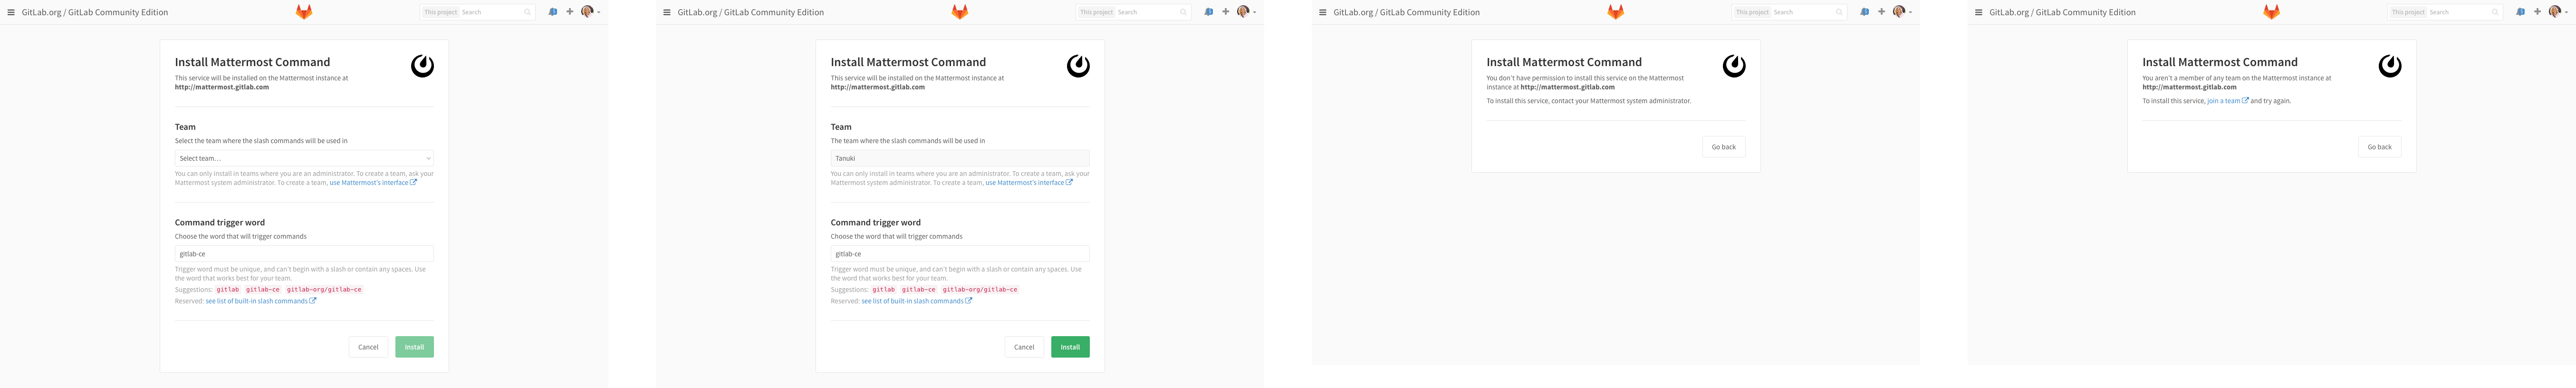 GitLab.org / GitLab Community Edition
This project Search
Install Mattermost Command
This service will be installed on the Mattermost instance at
http://mattermost.gitlab.com
Team
Select the team where the slash commands will be used in
Select team...
You can only install in teams where you are an administrator. To create a team, ask your
Mattermost system administrator. To create a team, use Mattermost's interface
Command trigger word
Choose the word that will trigger commands
gitlab-ce
Trigger word must be unique, and can't begin with a slash or contain any spaces. Use
the word that works best for your team.
Suggestions: gitlab gitlab-ce gitlab-org/gitlab-ce
Reserved: see list of built-in slash commands
Cancel Install
GitLab.org / GitLab Community Edition
This project Search
Install Mattermost Command
This service will be installed on the Mattermost instance at
http://mattermost.gitlab.com
Team
The team where the slash commands will be used in
Tanuki
You can only install in teams where you are an administrator. To create a team, ask your
Mattermost system administrator. To create a team, use Mattermost's interface
Command trigger word
Choose the word that will trigger commands
gitlab-ce
Trigger word must be unique, and can't begin with a slash or contain any spaces. Use
the word that works best for your team.
Suggestions: gitlab gitlab-ce gitlab-org/gitlab-ce
Reserved: see list of built-in slash commands
Cancel Install
GitLab.org / GitLab Community Edition
This project Search
Install Mattermost Command
You don't have permission to install this service on the Mattermost
instance at http://mattermost.gitlab.com
To install this service, contact your Mattermost system administrator.
Go back
GitLab.org / GitLab Community Edition
This project Search
Install Mattermost Command
You aren't a member of any team on the Mattermost instance at
http://mattermost.gitlab.com
To install this service, join a team and try again.
Go back